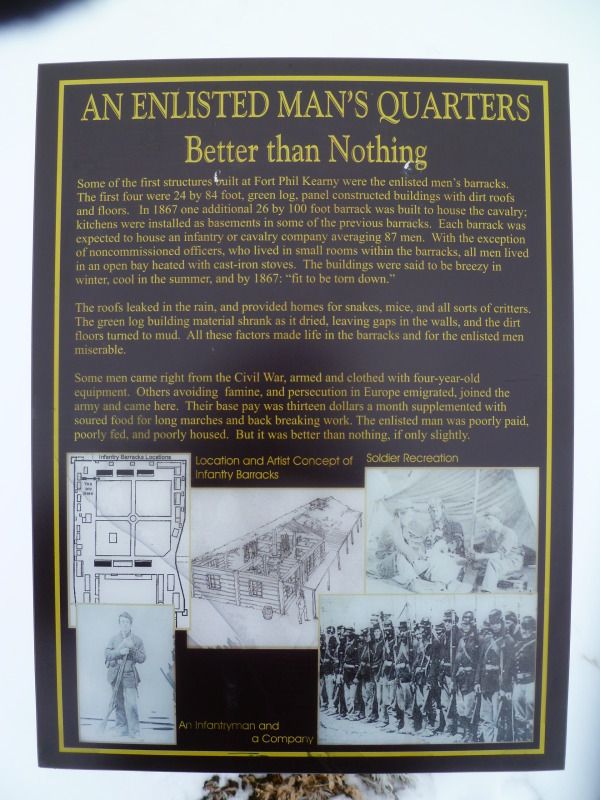 AN ENLISTED MAN'S QUARTERS
Better than Nothing
Some of the first structures built at Fort Phil Kearny were the enlisted men's barracks.
The first four were 24 by 84 foot, green log, panel constructed buildings with dirt roofs
and floors. In 1867 one additional 26 by 100 foot barrack was built to house the cavalry;
kitchens were installed as basements in some of the previous barracks. Each barrack was
expected to house an infantry or cavalry company averaging 87 men. With the exception
of noncommissioned officers, who lived in small rooms within the barracks, all men lived
in an open bay heated with cast-iron stoves. The buildings were said to be breezy in
winter, cool in the summer, and by 1867: "fit to be torn down."
The roofs leaked in the rain, and provided homes for snakes, mice, and all sorts of critters.
The green log building material shrank as it dried, leaving gaps in the walls, and the dirt
floors turned to mud. All these factors made life in the barracks and for the enlisted men
miserable.
Some men came right from the Civil War, armed and clothed with four-year-old
equipment. Others avoiding famine, and persecution in Europe emigrated, joined the
army and came here. Their base pay was thirteen dollars a month supplemented with
soured food for long marches and back breaking work. The enlisted man was poorly paid,
poorly fed, and poorly housed. But it was better than nothing, if only slightly.
Infantry Barracks Locations
You
are
Here
Location and Artist Concept of
Infantry Barracks
Soldier Recreation
An Infantryman and
a Company